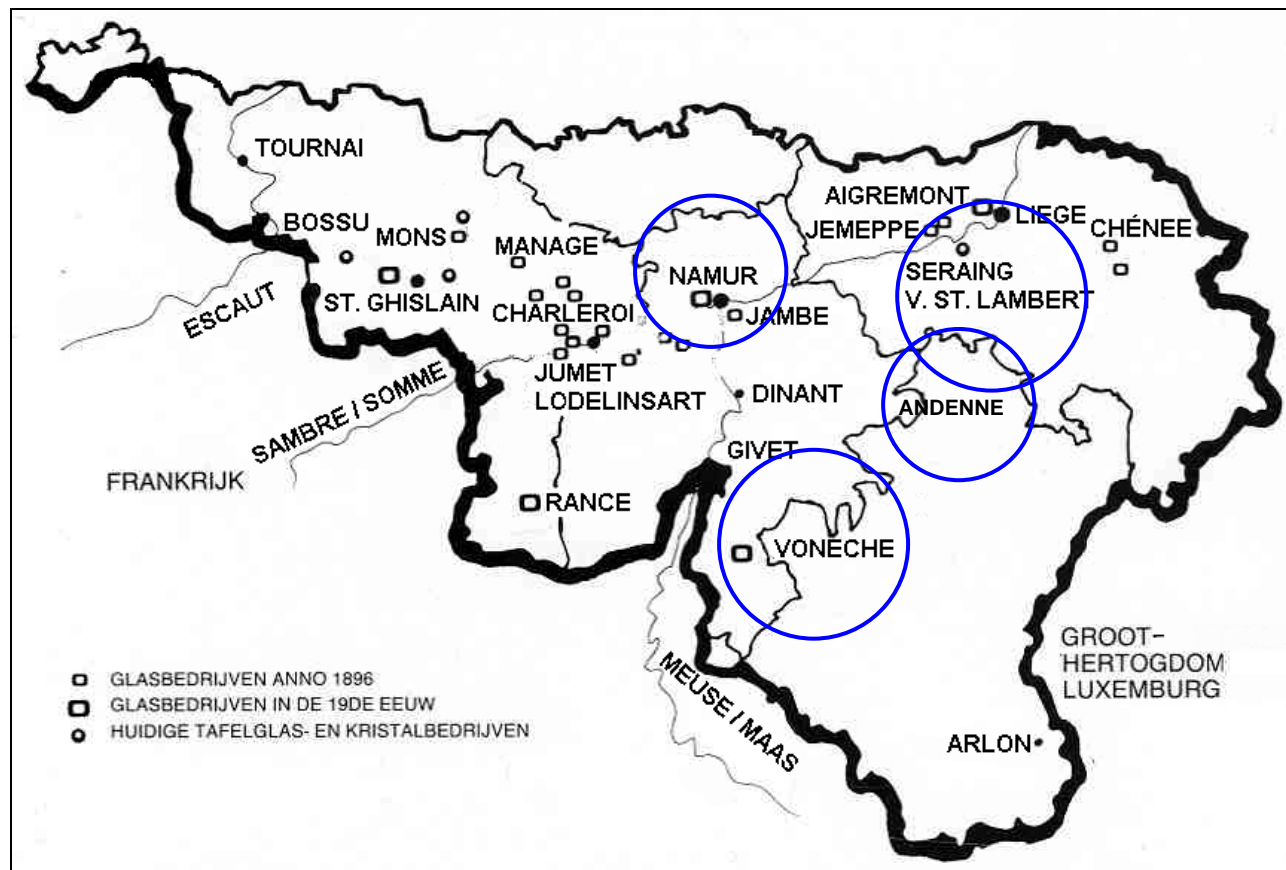 TOURNAI
BOSSU
MONS
MANAGE
ST. GHISLAIN
ESCAUT
CHARLEROI
NAMUR
JAMBE
AIGREMONT
LIEGE
JEMEPPE
CHÉNEE
SERAING
V. ST. LAMBERT
JUMET
LODELINSART
DINANT
ANDENNE
SAMBRE / SOMME
GIVET
FRANKRIJK
RANCE
VONECHE
MEUSE / MAAS
GROOT-
HERTOGDOM
LUXEMBURG
ARLON
GLASBEDRIJVEN ANNO 1896
GLASBEDRIJVEN IN DE 19DE EEUW
HUIDIGE TAFELGLAS- EN KRISTALBEDRIJVEN